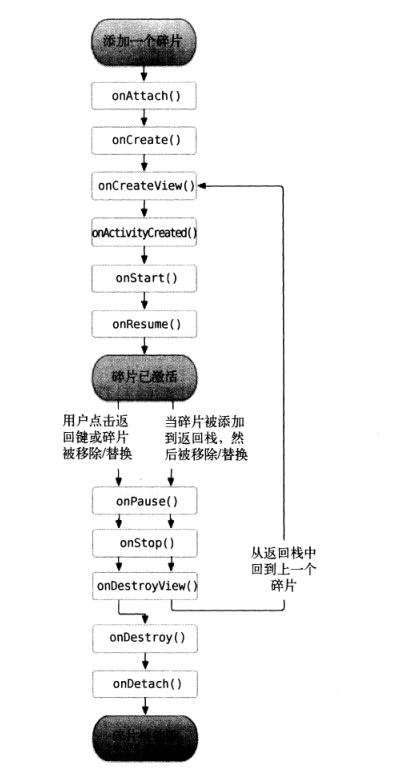 添加一个碎片
onAttach()
onCreate()
onCreateView()
onActivityCreated()
onStart()
onResume()
碎片已激活
用户点击返
回键或碎片
被移除/替换
当碎片被添加
到返回栈，然
后被移除/替换
onPause()
onStop()
onDestroyView()
从返回栈中
回到上一个
碎片
onDestroy()
onDetach()
碎片